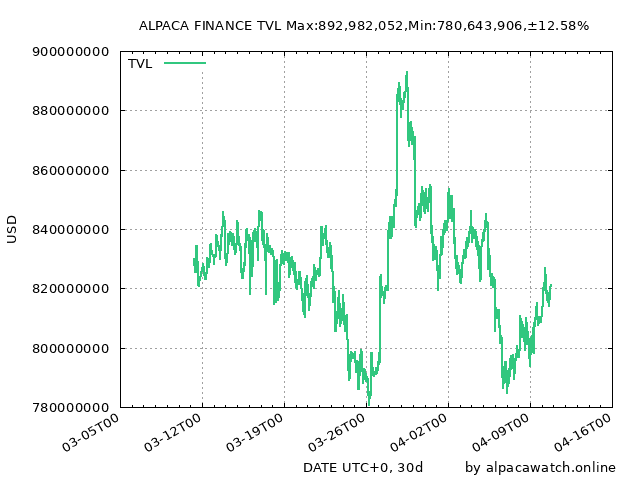 ALPACA FINANCE TVL Max:892,982,052,Min:780,643,906,±12.58%
900000000
TVL
880000000
860000000
840000000
USD
820000000
800000000
780000000
03-05T00 03-12T00 03-19T00 03-26T00 04-02T00 04-09T00 04-16T00
DATE UTC+0, 30d by alpacawatch.online